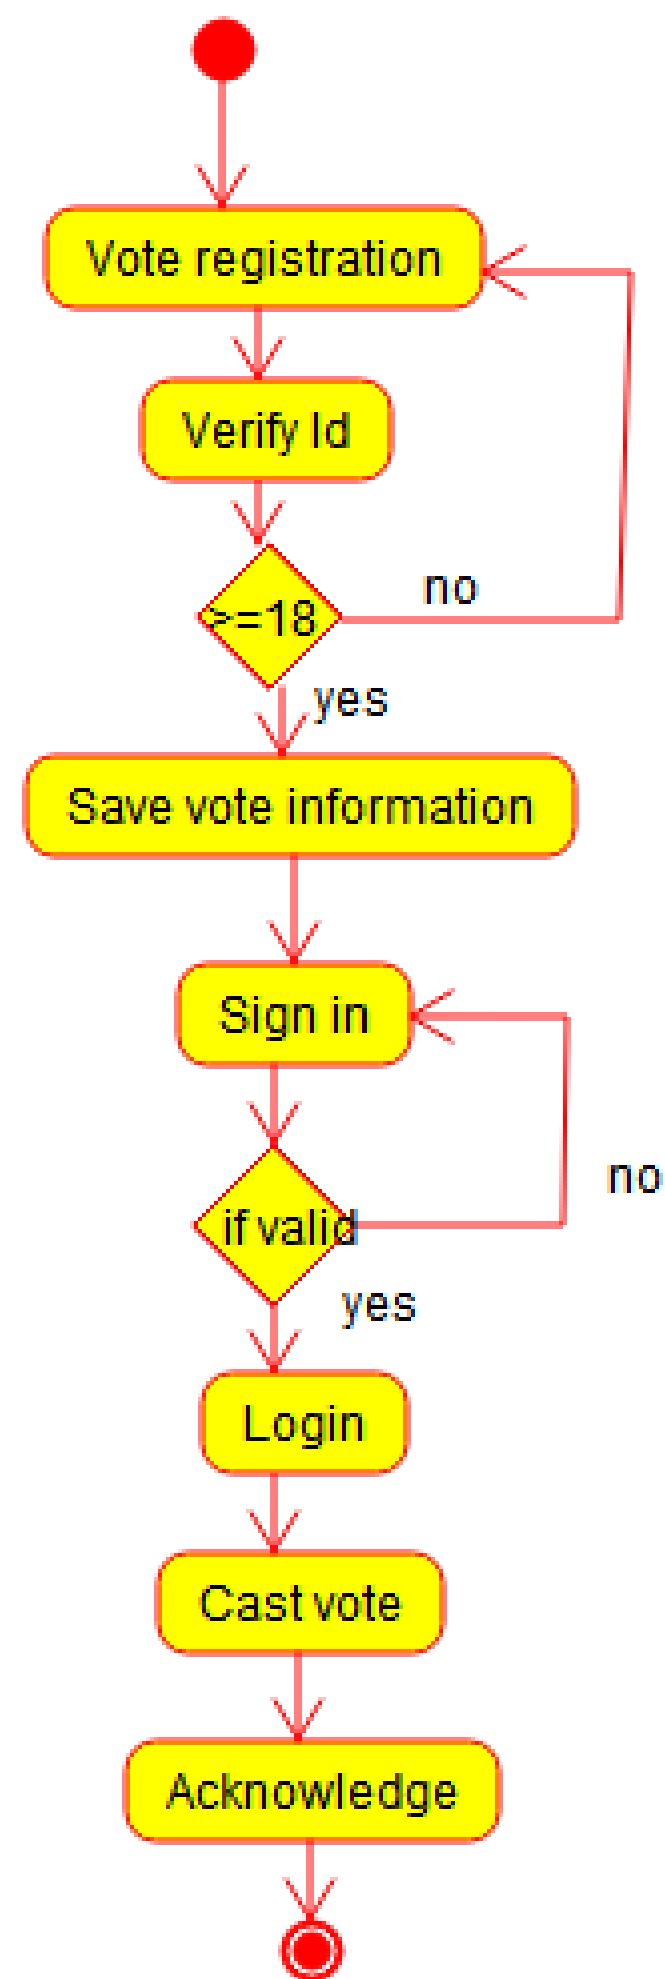 Vote registration
Verify Id
>=18
no
yes
Save vote information
Sign in
if valid
no
yes
Login
Cast vote
Acknowledge